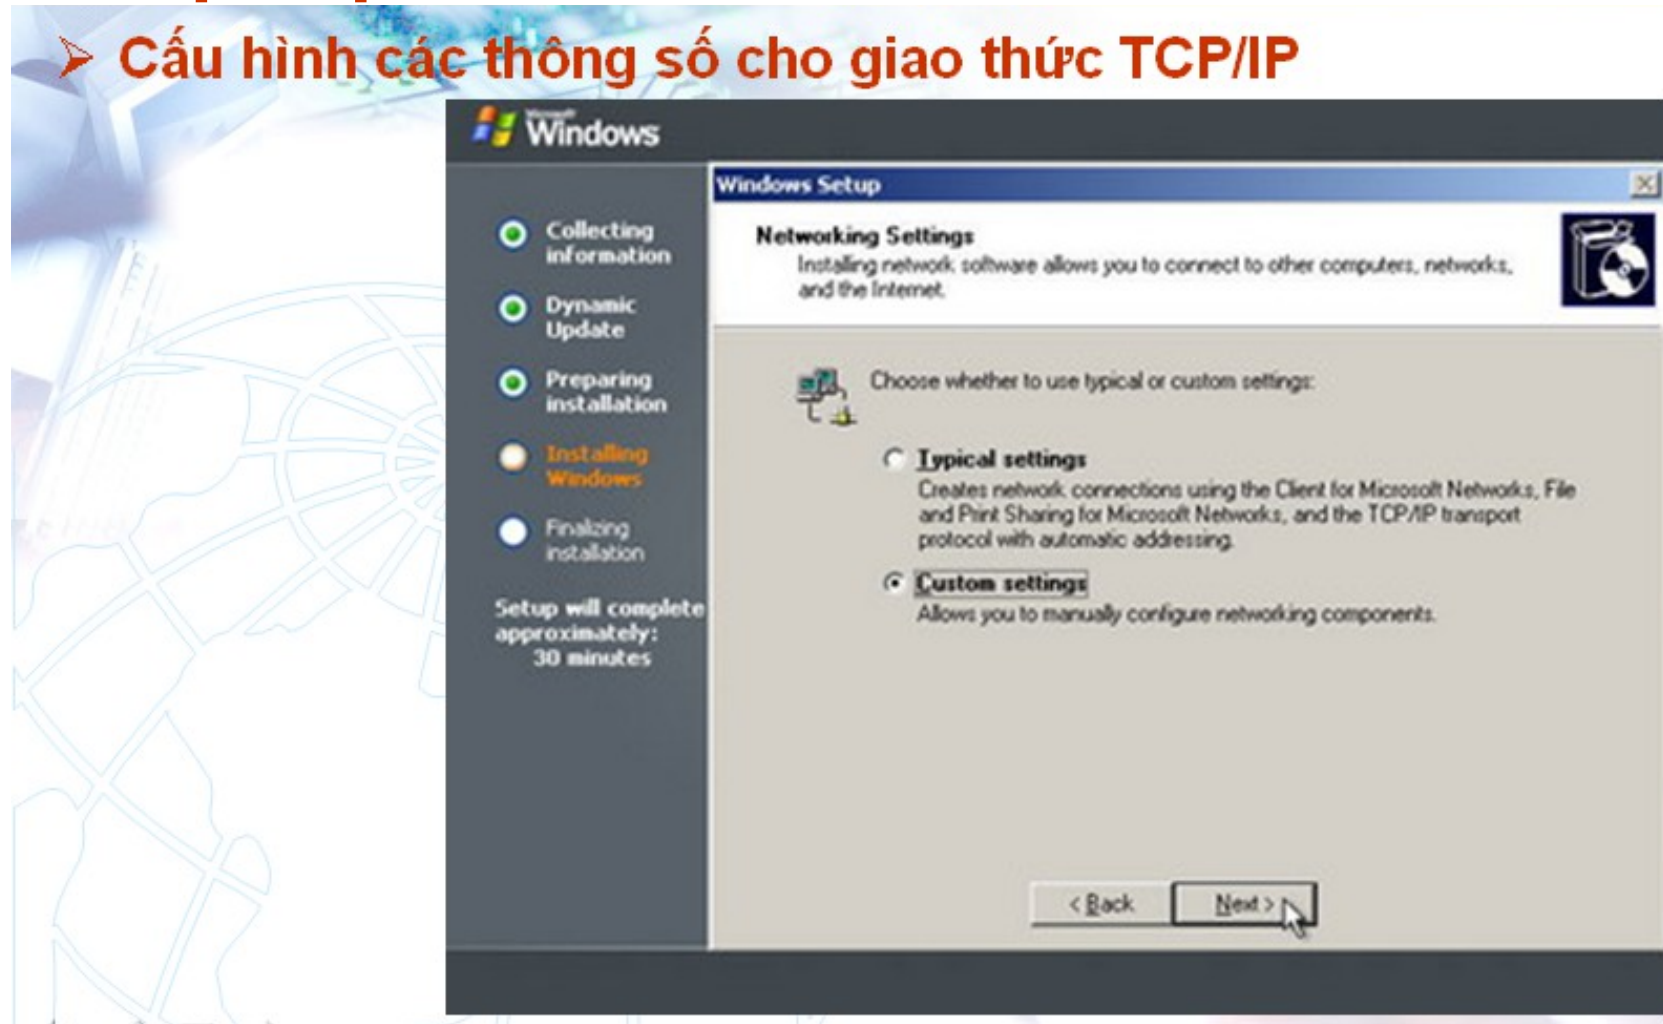 Cấu hình các thông số cho giao thức TCP/IP
Microsoft
Windows
Collecting
information
Dynamic
Update
Preparing
installation
Installing
Windows
Finalizing
installation
Setup will complete
approximately:
30 minutes
Windows Setup
Networking Settings
Installing network software allows you to connect to other computers, networks,
and the Internet.
Choose whether to use typical or custom settings:
Typical settings
Creates network connections using the Client for Microsoft Networks, File
and Print Sharing for Microsoft Networks, and the TCP/IP transport
protocol with automatic addressing.
Custom settings
Allows you to manually configure networking components.
< Back
Next >